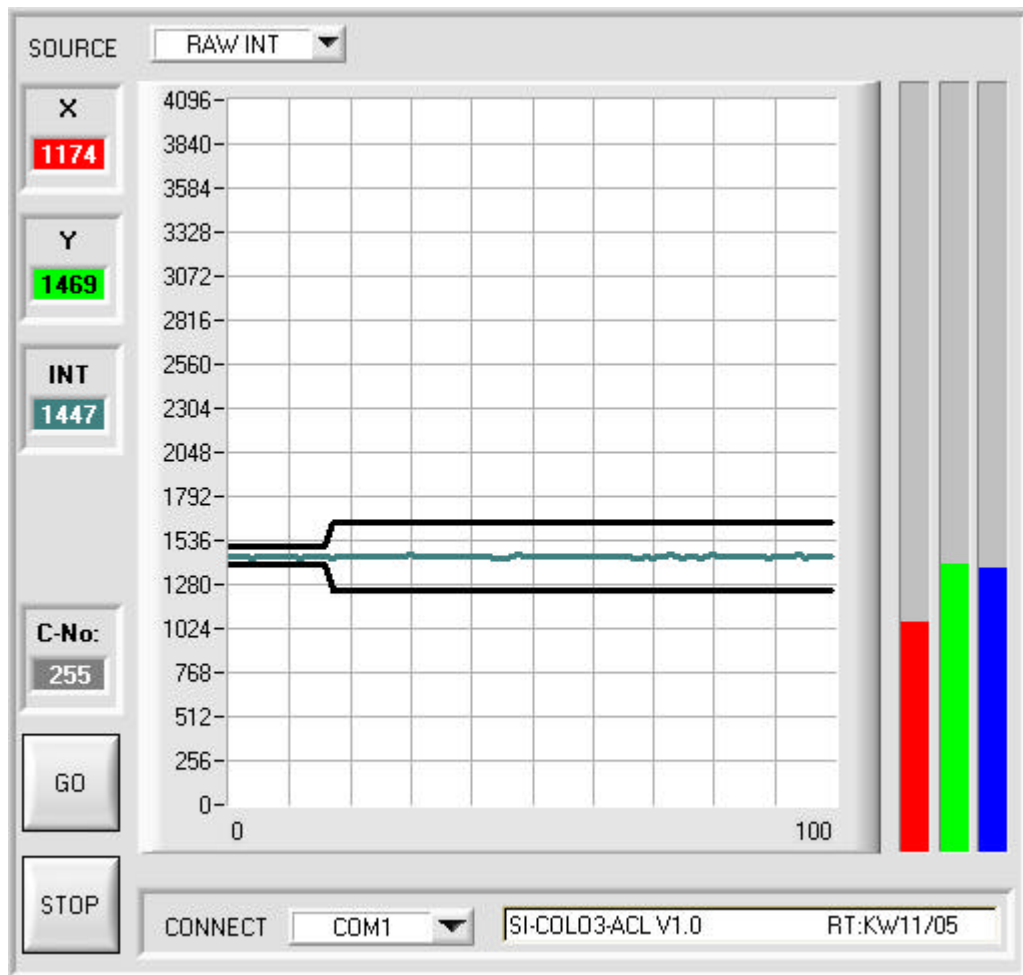 SOURCE RAW INT
X
1174
Y
1469
INT
1447
C-No:
255
GO
STOP
4096
3840
3584
3328
3072
2816
2560
2304
2048
1792
1536
1280
1024
768
512
256
0
0 100
CONNECT COM1 SI-COLO3-ACL V1.0 RT:KW11/05